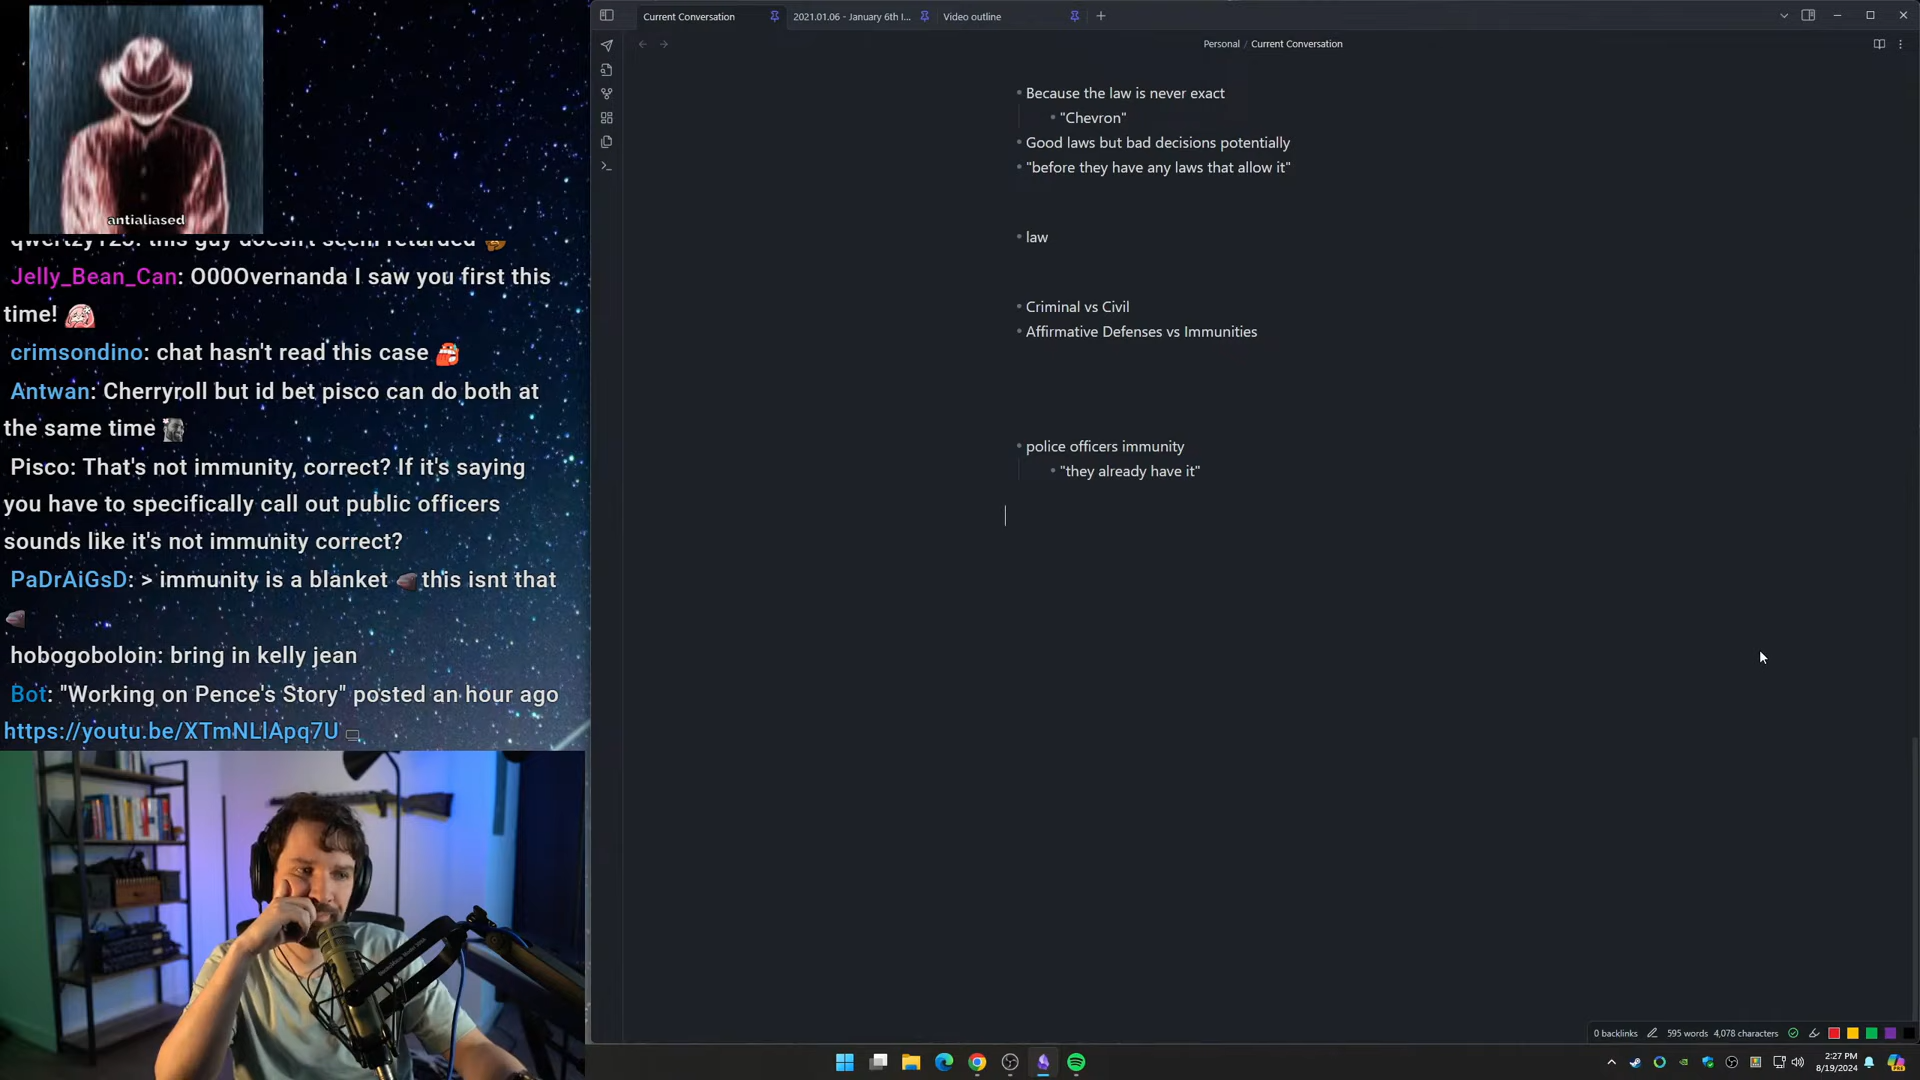 antialiased
qwertzy123: this guy doesn't seem retarded
Jelly_Bean_Can: O00Overnanda I saw you first this
time!
crimsondino: chat hasn't read this case
Antwan: Cherryroll but id bet pisco can do both at
the same time
Pisco: That's not immunity, correct? If it's saying
you have to specifically call out public officers
sounds like it's not immunity correct?
PaDrAiGsD: > immunity is a blanket this isnt that
hobogoboloin: bring in kelly jean
Bot: "Working on Pence's Story" posted an hour ago
https://youtu.be/XTmNLlApq7U
Current Conversation
2021.01.06 - January 6th I...
Video outline
Personal / Current Conversation
Because the law is never exact
"Chevron"
Good laws but bad decisions potentially
"before they have any laws that allow it"
law
Criminal vs Civil
Affirmative Defenses vs Immunities
police officers immunity
"they already have it"
0 backlinks 595 words 4,078 characters
2:27 PM
8/19/2024